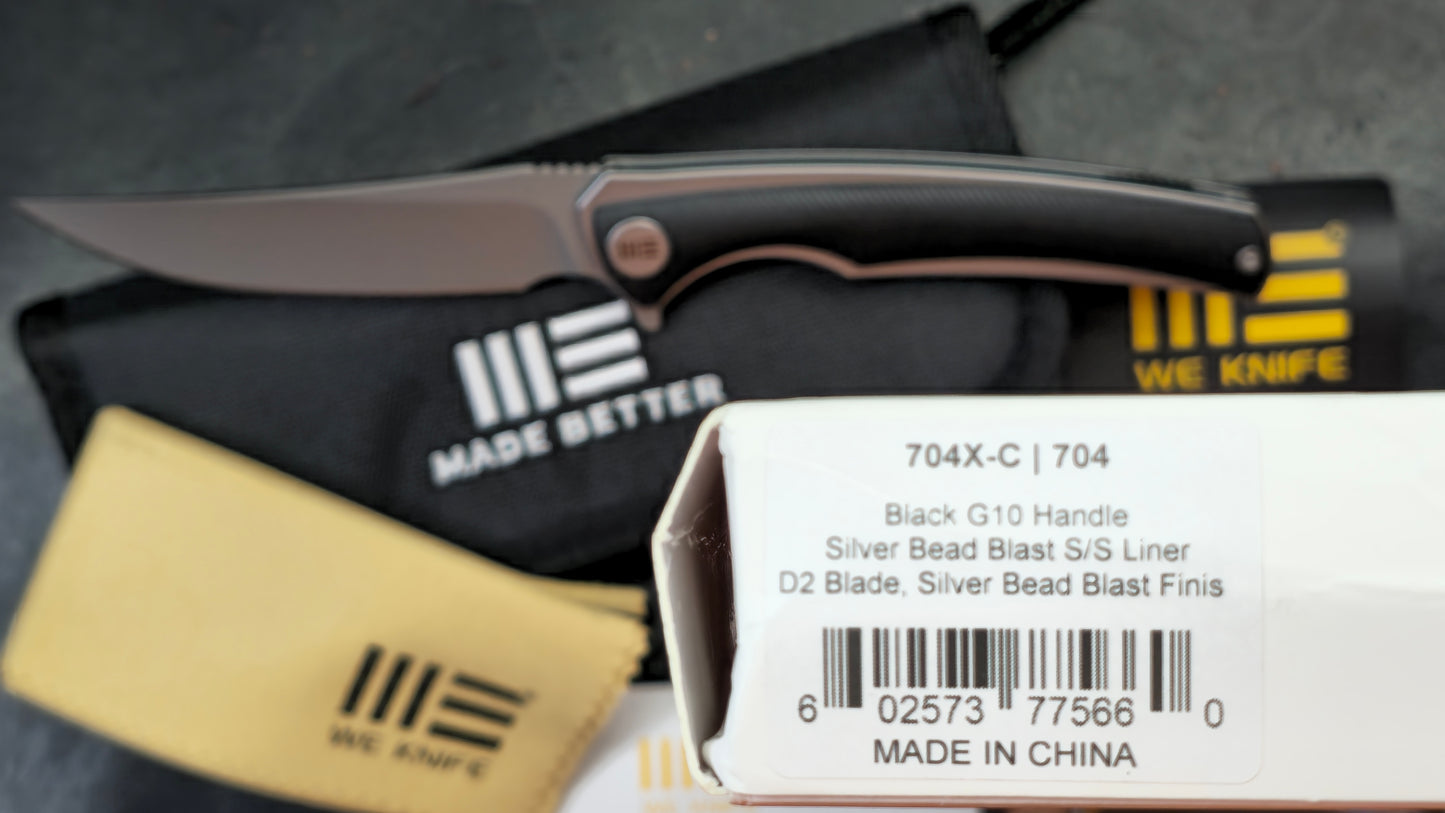 MADE BETTER
WE KNIFE
704X-C | 704
Black G10 Handle
Silver Bead Blast S/S Liner
D2 Blade, Silver Bead Blast Finis
6 02573 77566 0
MADE IN CHINA
WE KNIFE